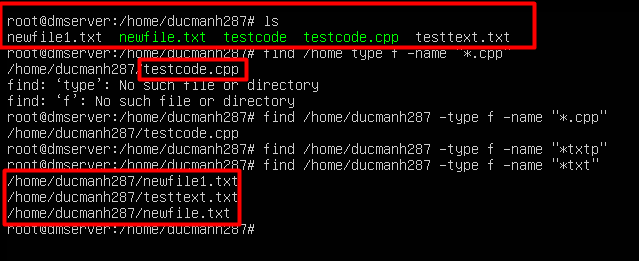 root@dmserver:/home/ducmanh287# ls
newfile1.txt newfile.txt testcode testcode.cpp testtext.txt
root@dmserver:/home/ducmanh287# find /home type f –name "*.cpp"
/home/ducmanh287/testcode.cpp
find: ‘type’: No such file or directory
find: ‘f’: No such file or directory
root@dmserver:/home/ducmanh287# find /home/ducmanh287 –type f –name "*.cpp"
/home/ducmanh287/testcode.cpp
root@dmserver:/home/ducmanh287# find /home/ducmanh287 –type f –name "*txtp"
root@dmserver:/home/ducmanh287# find /home/ducmanh287 –type f –name "*txt"
/home/ducmanh287/newfile1.txt
/home/ducmanh287/testtext.txt
/home/ducmanh287/newfile.txt
root@dmserver:/home/ducmanh287#